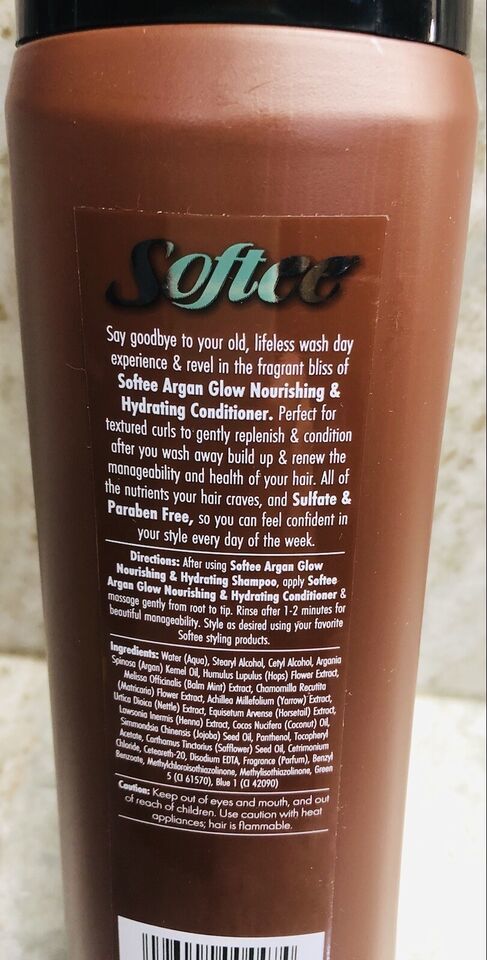 Softee
Say goodbye to your old, lifeless wash day
experience & revel in the fragrant bliss of
Softee Argan Glow Nourishing &
Hydrating Conditioner. Perfect for
textured curls to gently replenish & condition
after you wash away build up & renew the
manageability and health of your hair. All of
the nutrients your hair craves, and Sulfate &
Paraben Free, so you can feel confident in
your style every day of the week.
Directions: After using Softee Argan Glow
Nourishing & Hydrating Shampoo, apply Softee
Argan Glow Nourishing & Hydrating Conditioner &
massage gently from root to tip. Rinse after 1-2 minutes for
beautiful manageability. Style as desired using your favorite
Softee styling products.
Ingredients: Water (Aqua), Stearyl Alcohol, Cetyl Alcohol, Argania
Spinosa (Argan) Kernel Oil, Humulus Lupulus (Hops) Flower Extract,
Melissa Officinalis (Balm Mint) Extract, Chamomilla Recutita
(Matricaria) Flower Extract, Achillea Millefolium (Yarrow) Extract,
Urtica Dioica (Nettle) Extract, Equisetum Arvense (Horsetail) Extract,
Lawsonia Inermis (Henna) Extract, Cocos Nucifera (Coconut) Oil,
Simmondsia Chinensis (Jojoba) Seed Oil, Panthenol, Tocopheryl
Acetate, Carthamus Tinctorius (Safflower) Seed Oil, Cetrimonium
Chloride, Ceteareth-20, Disodium EDTA, Fragrance (Parfum), Benzyl
Benzoate, Methylchloroisothiazolinone, Methylisothiazolinone, Green
5 (CI 61570), Blue 1 (CI 42090)
Caution: Keep out of eyes and mouth, and out
of reach of children. Use caution with heat
appliances; hair is flammable.